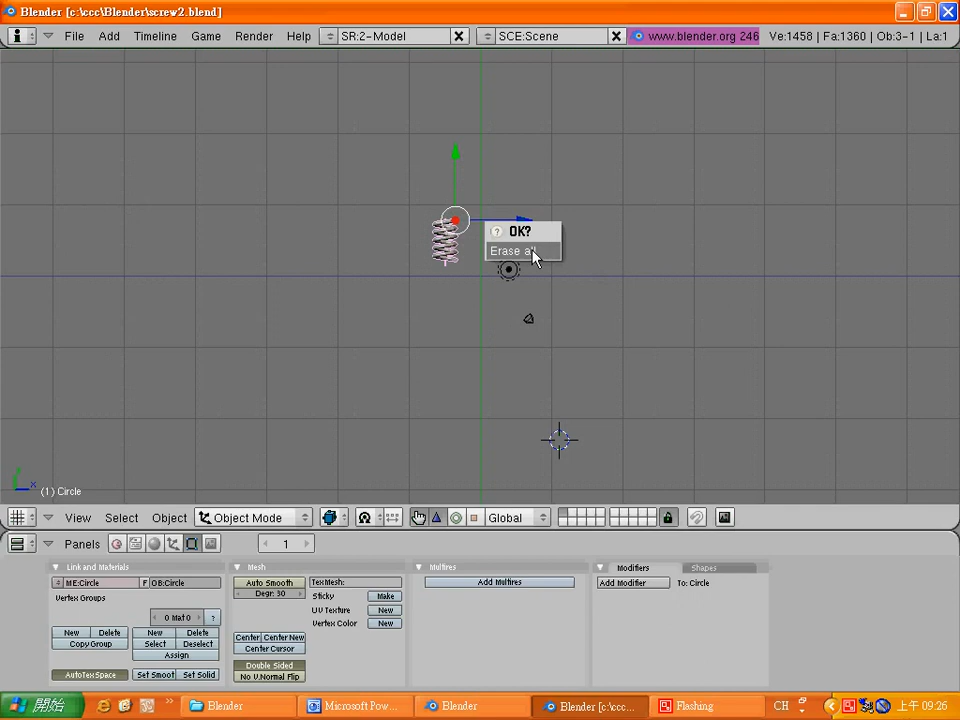 Blender [c:\ccc\Blender\screw2.blend]
File Add Timeline Game Render Help SR:2-Model SCE:Scene www.blender.org 246 Ve:1458 | Fa:1360 | Ob:3-1 | La:1
OK?
Erase all
x
(1) Circle
View Select Object Object Mode Global
Panels 1
Link and Materials Mesh Multires Modifiers Shapes
4 ME:Circle F OB:Circle Auto Smooth TexMesh: Add Multires Add Modifier To: Circle
Vertex Groups Degr: 30 Sticky Make
UV Texture New
0 Mat 0 ? Vertex Color New
New Delete New Delete Center Center New
Copy Group Select Deselect Center Cursor
Assign
Double Sided
AutoTexSpace Set Smoot Set Solid No V.Normal Flip
開始 Blender Microsoft Pow... Blender Blender [c:\ccc... Flashing CH 上午 09:26